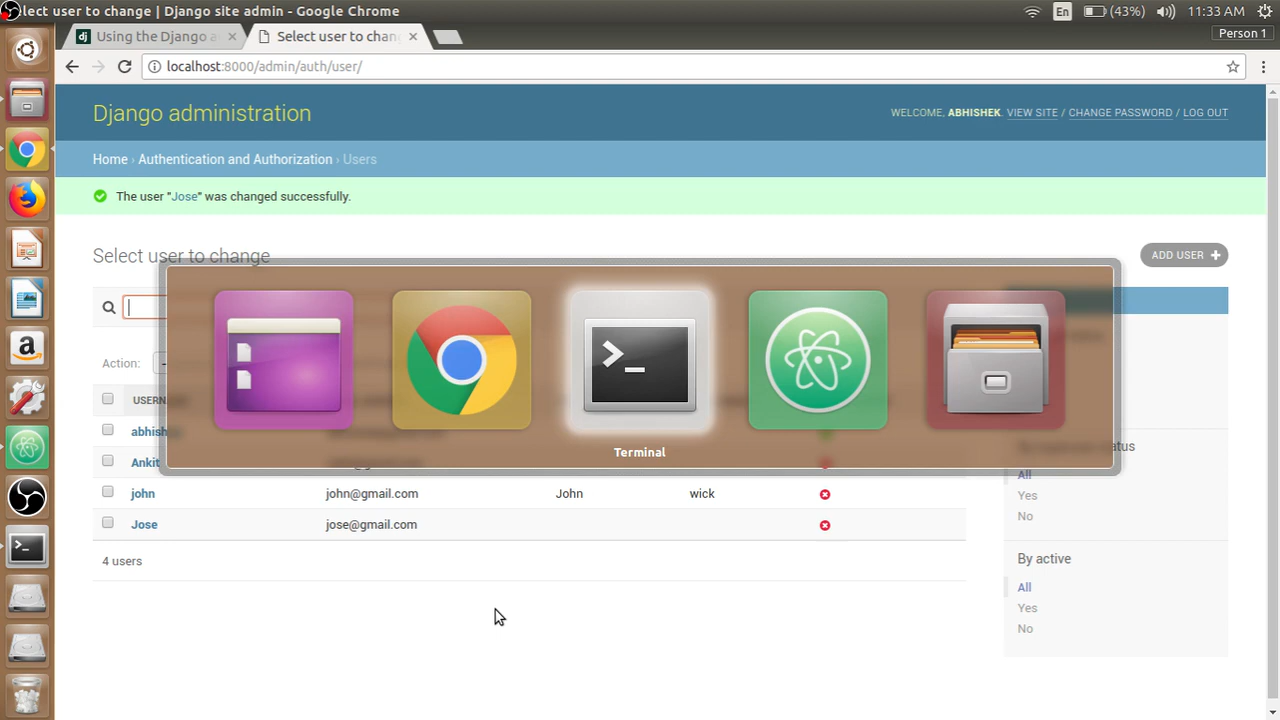 lect user to change | Django site admin - Google Chrome
En (43%) 11:33 AM
Using the Django a
Select user to chan
Person 1
localhost:8000/admin/auth/user/
Django administration
WELCOME, ABHISHEK. VIEW SITE / CHANGE PASSWORD / LOG OUT
Home › Authentication and Authorization › Users
The user "Jose" was changed successfully.
Select user to change
ADD USER
Action:
USERNA
abhishe
Terminal
Ankit
john john@gmail.com John wick
Jose jose@gmail.com
4 users
status
All
Yes
No
By active
All
Yes
No